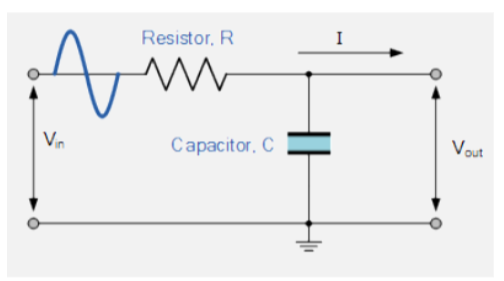 Resistor, R
I
Vin
Capacitor, C
Vout